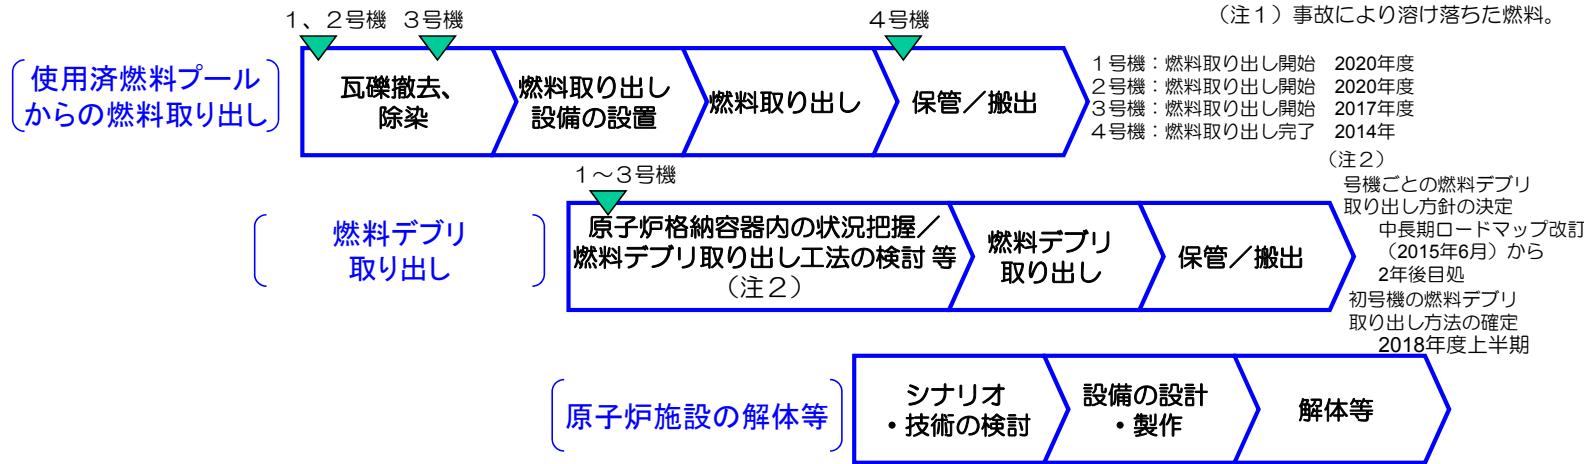 （注１）事故により溶け落ちた燃料。
１、２号機 ３号機 ４号機
使用済燃料プール
からの燃料取り出し
瓦礫撤去、
除染
燃料取り出し
設備の設置
燃料取り出し
保管／搬出
１号機：燃料取り出し開始 2020年度
２号機：燃料取り出し開始 2020年度
３号機：燃料取り出し開始 2017年度
４号機：燃料取り出し完了 2014年
１～３号機
燃料デブリ
取り出し
原子炉格納容器内の状況把握／
燃料デブリ取り出し工法の検討 等
（注２）
燃料デブリ
取り出し
保管／搬出
（注２）
号機ごとの燃料デブリ
取り出し方針の決定
中長期ロードマップ改訂
（2015年6月）から
2年後目処
初号機の燃料デブリ
取り出し方法の確定
2018年度上半期
原子炉施設の解体等
シナリオ
・技術の検討
設備の設計
・製作
解体等